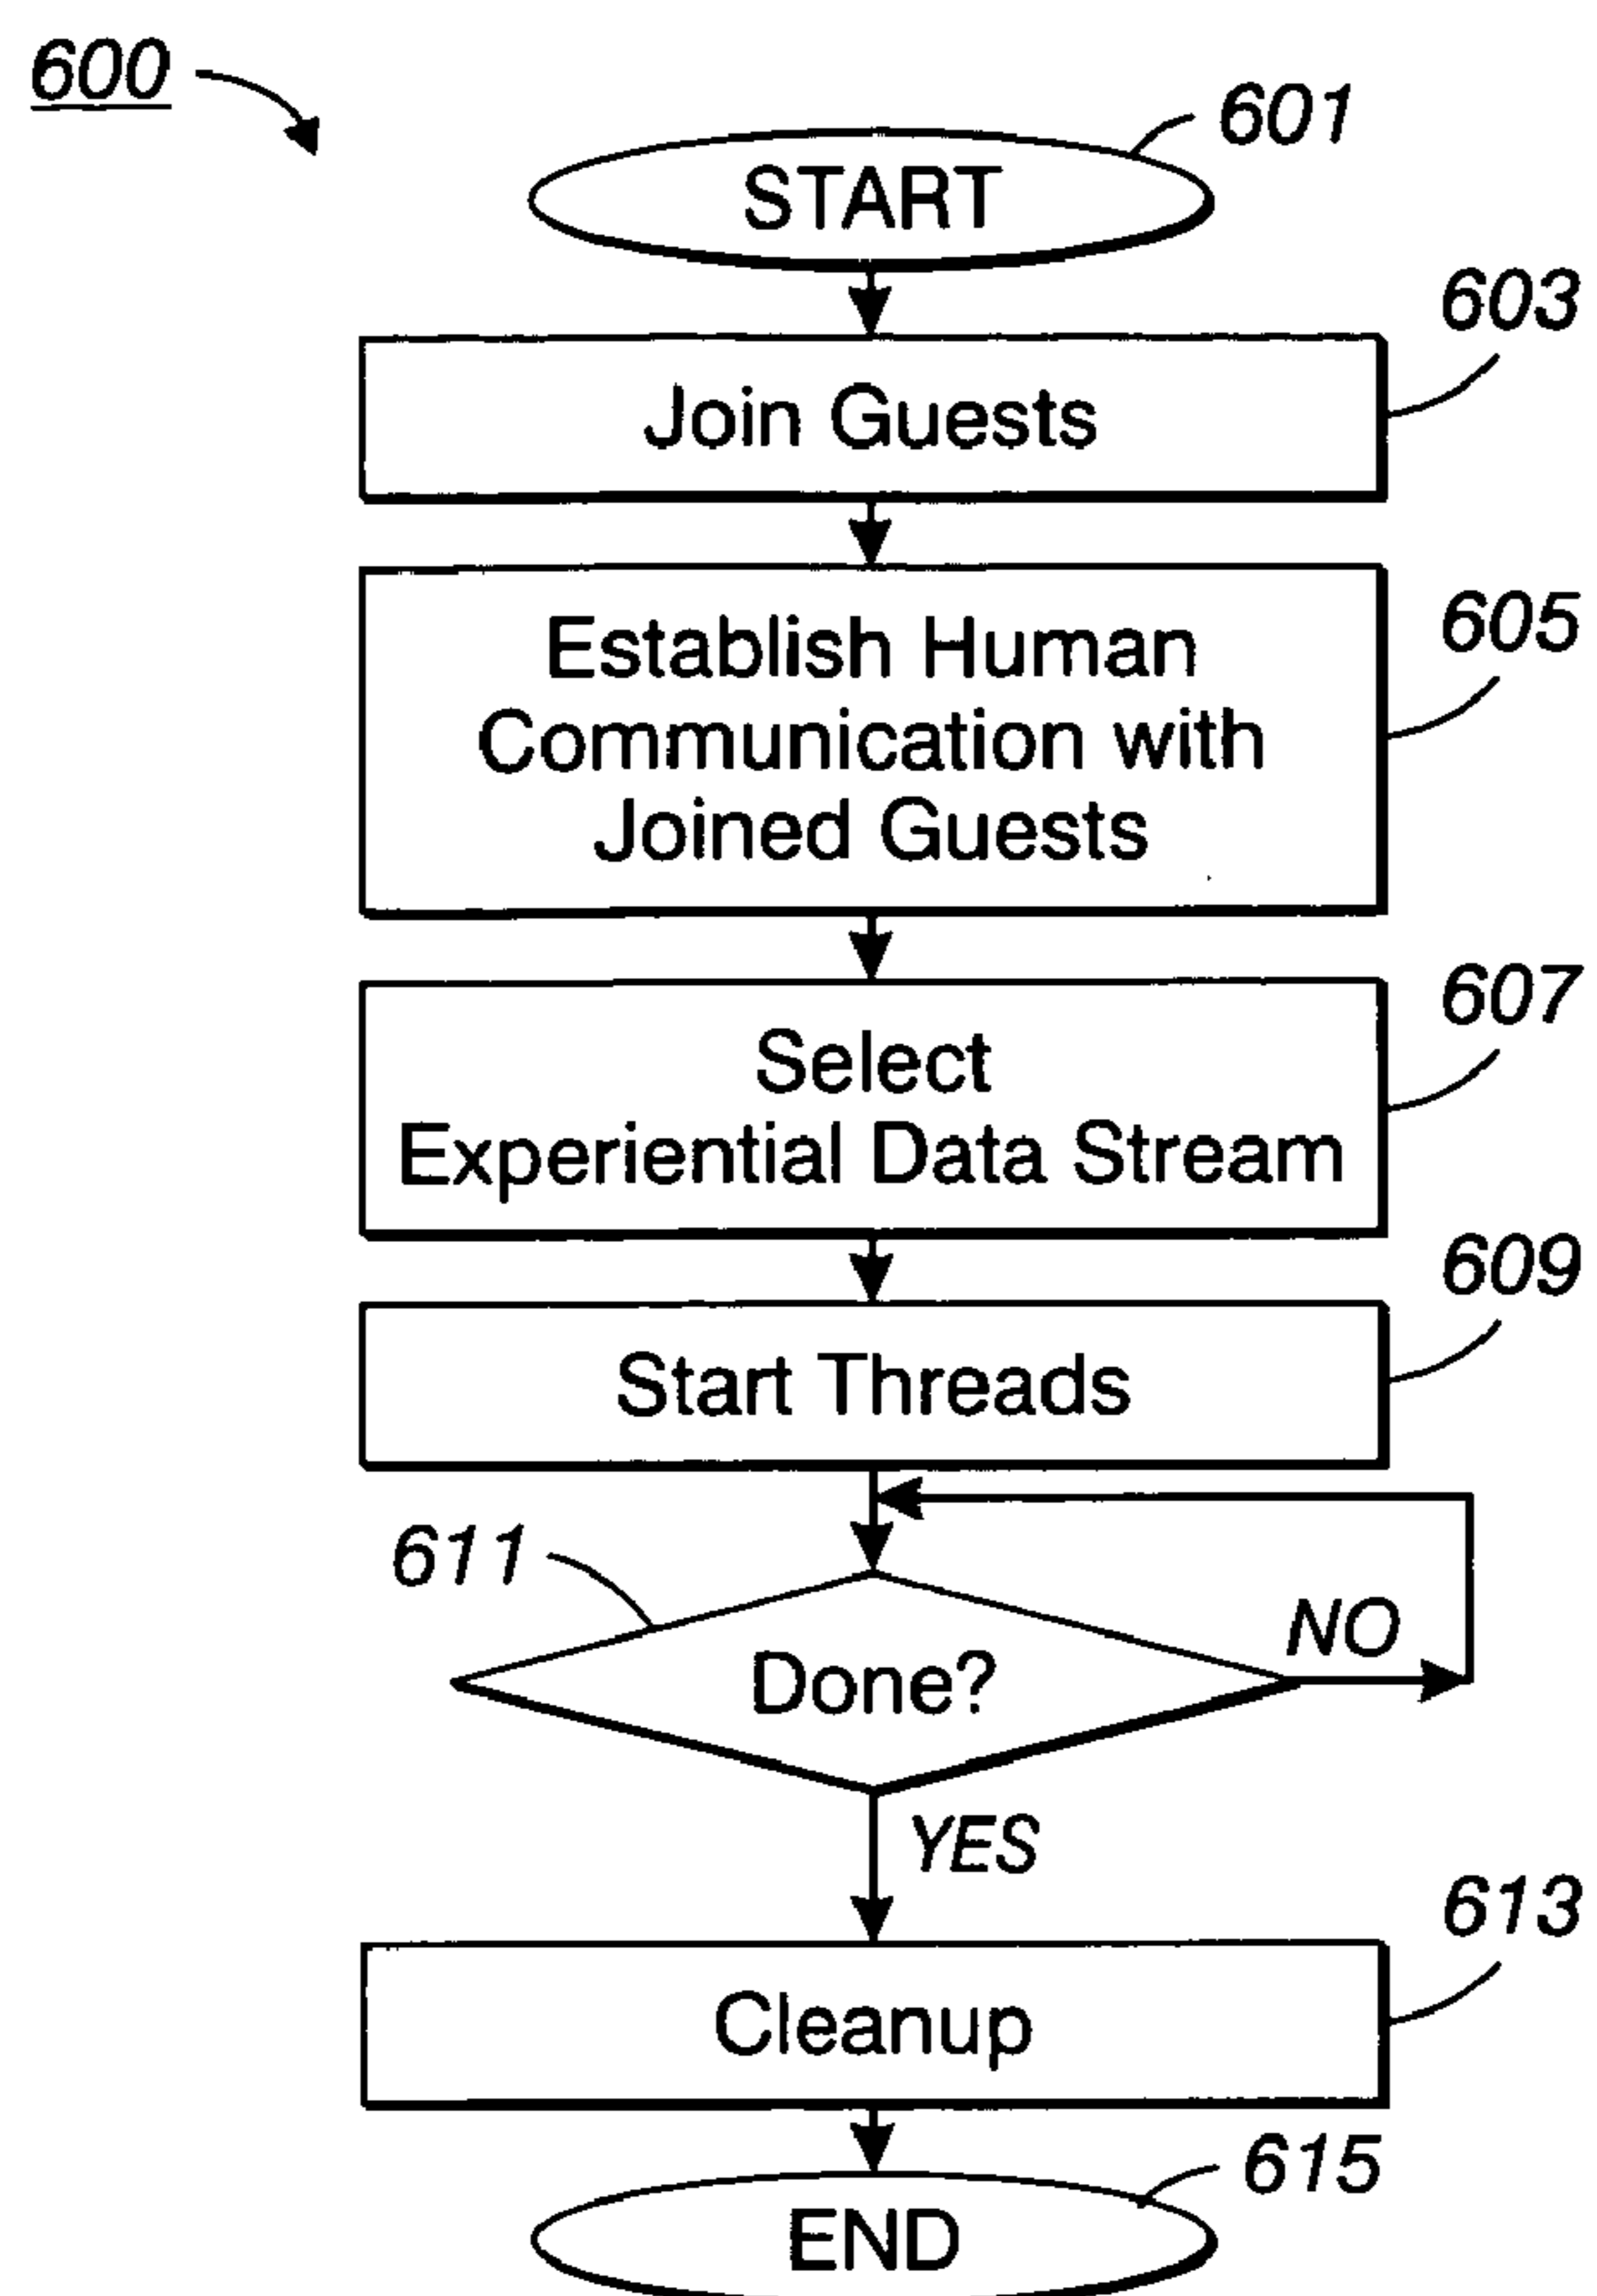 600
601
START
603
Join Guests
605
Establish Human
Communication with
Joined Guests
607
Select
Experiential Data Stream
609
Start Threads
611
NO
Done?
YES
613
Cleanup
615
END